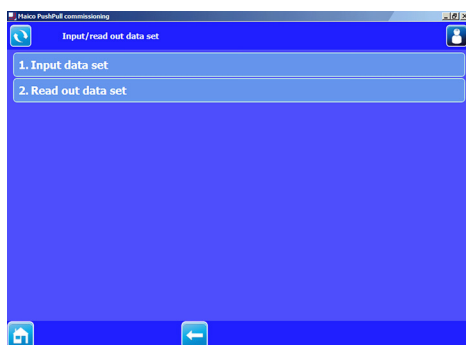 Maico PushPull commissioning
Input/read out data set
1. Input data set
2. Read out data set